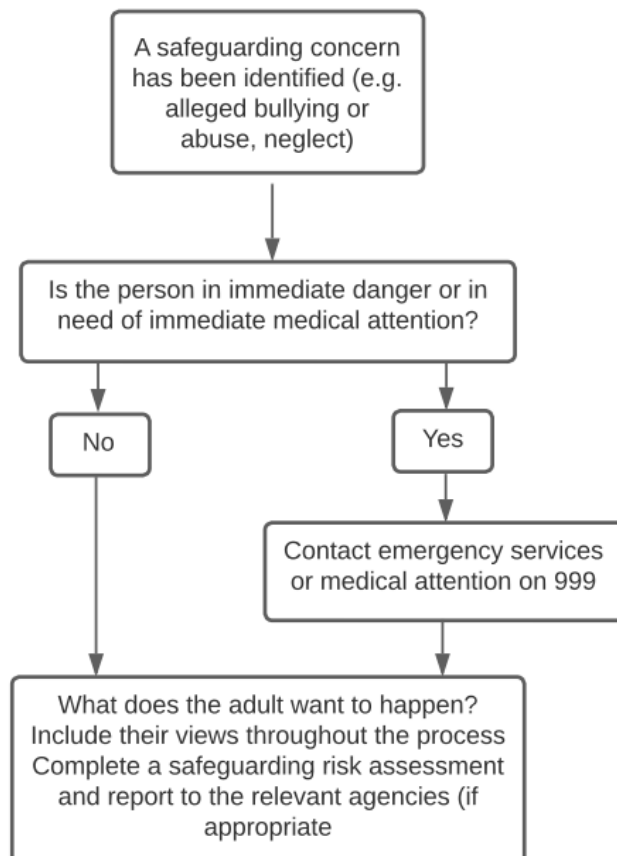 A safeguarding concern
has been identified (e.g.
alleged bullying or
abuse, neglect)
Is the person in immediate danger or in
need of immediate medical attention?
No
Yes
Contact emergency services
or medical attention on 999
What does the adult want to happen?
Include their views throughout the process
Complete a safeguarding risk assessment
and report to the relevant agencies (if
appropriate